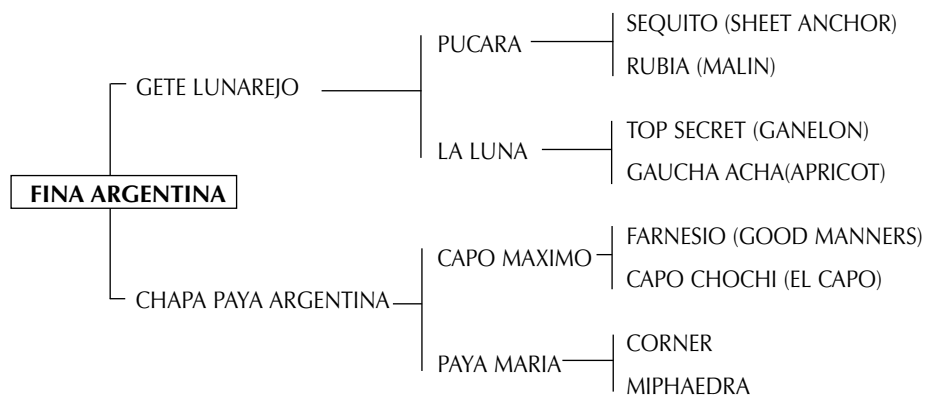 SEQUITO (SHEET ANCHOR)
PUCARA
RUBIA (MALIN)
GETE LUNAREJO
TOP SECRET (GANELON)
LA LUNA
GAUCHA ACHA(APRICOT)
FINA ARGENTINA
FARNESIO (GOOD MANNERS)
CAPO MAXIMO
CAPO CHOCHI (EL CAPO)
CHAPA PAYA ARGENTINA
CORNER
PAYA MARIA
MIPHAEDRA